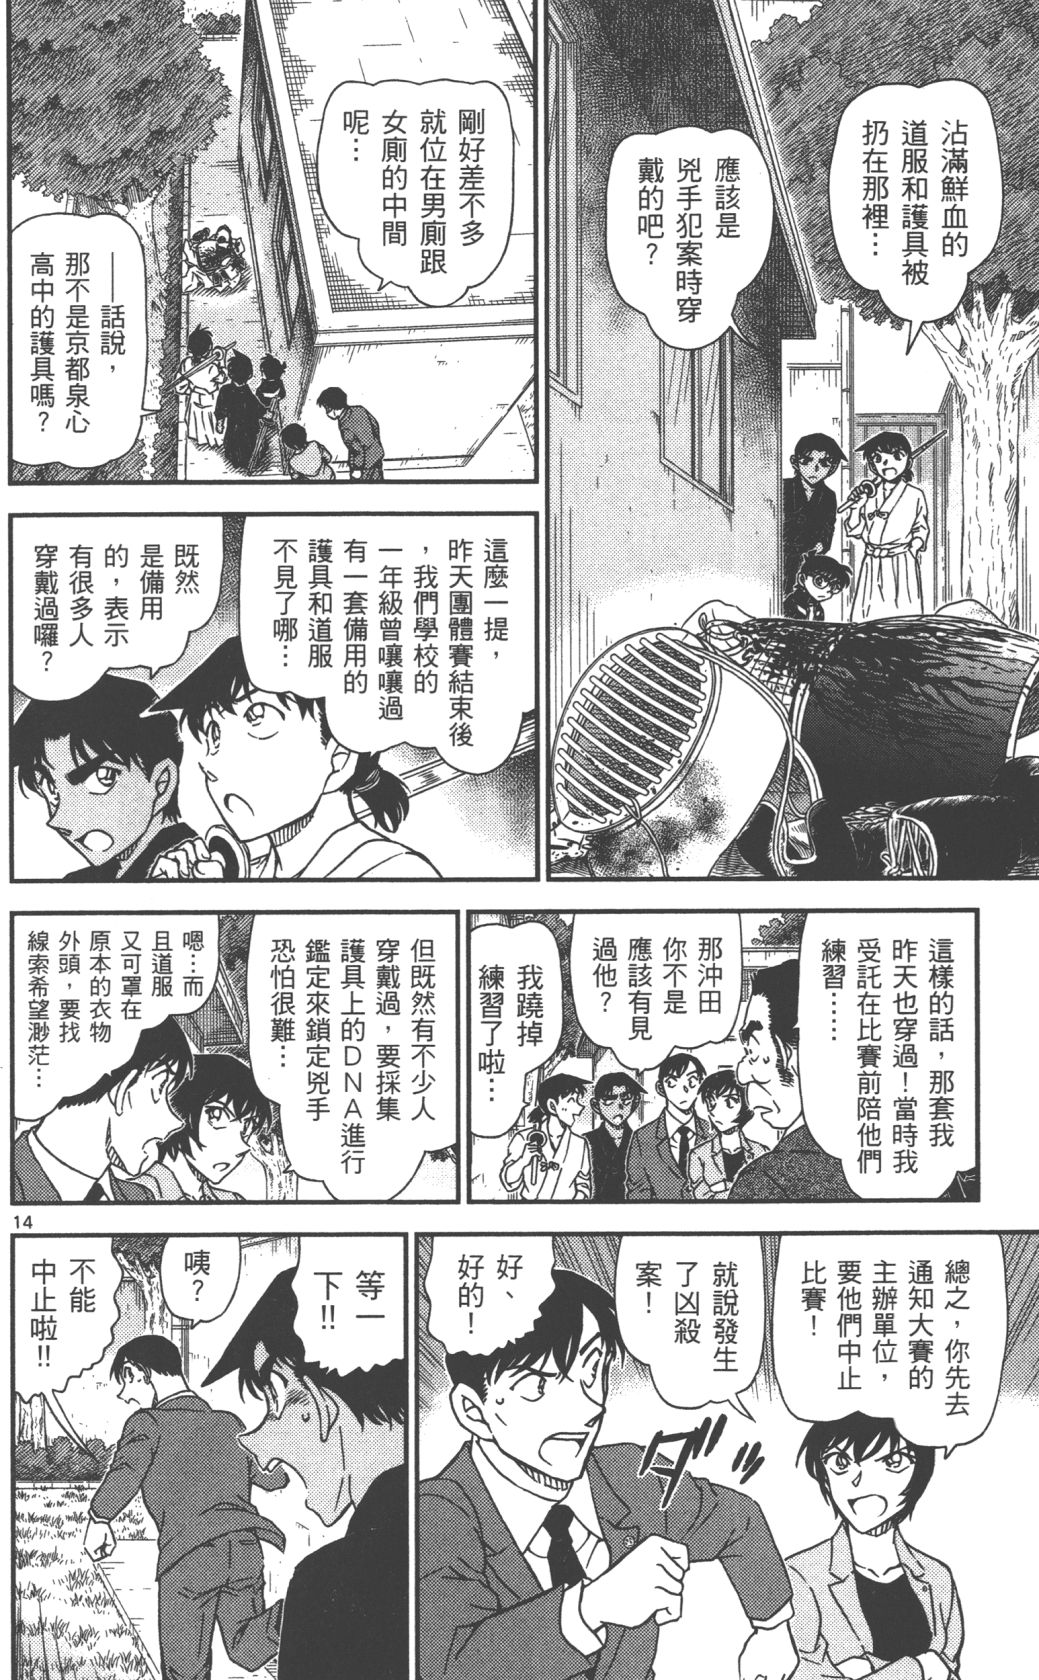 沾滿鮮血的
道服和護具被
扔在那裡…
應該是
兇手犯案時穿
戴的吧？
剛好差不多
就位在男廁跟
女廁的中間
呢…
——話說，
那不是京都泉心
高中的護具嗎？
這麼一提，
昨天團體賽結束後
，我們學校的
一年級曾嚷嚷過
有一套備用的
護具和道服
不見了哪…
既然
是備用
的，表示
有很多人
穿戴過囉？
這樣的話，那套我
昨天也穿過！當時我
受託在比賽前陪他們
練習……
那沖田
你不是
應該有見
過他？
我蹺掉
練習了啦…
但既然有不少人
穿戴過，要採集
護具上的DNA進行
鑑定來鎖定兇手
恐怕很難…
嗯…而
且道服
又可罩在
原本的衣物
外頭，要找
線索希望渺茫…
14
總之，你先去
通知大賽的
主辦單位，
要他們中止
比賽！
就說發生
了凶殺
案！
好、
好的！
ダッ
等一
下!!
咦？
不能
中止啦!!